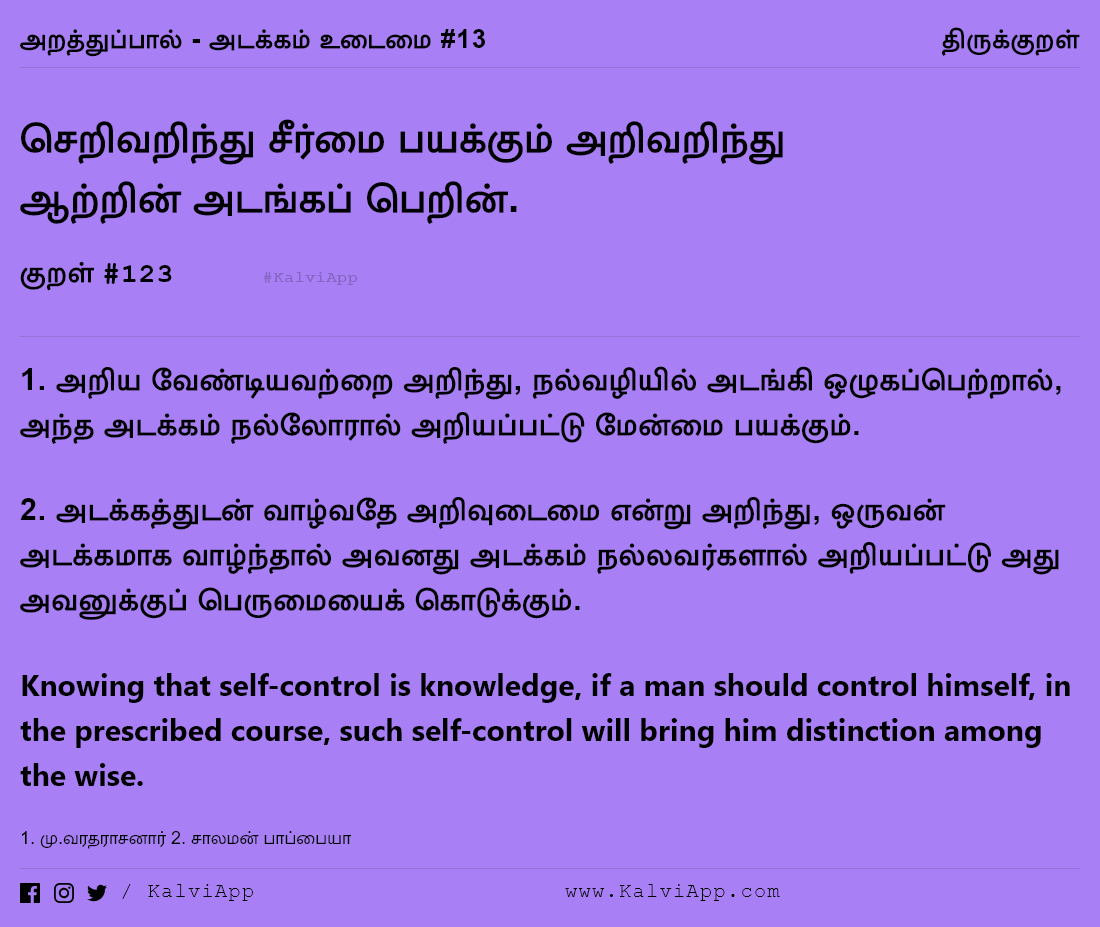 அறத்துப்பால் - அடக்கம் உடைமை #13
திருக்குறள்
செறிவறிந்து சீர்மை பயக்கும் அறிவறிந்து
ஆற்றின் அடங்கப் பெறின்.
குறள் #123
#KalviApp
1. அறிய வேண்டியவற்றை அறிந்து, நல்வழியில் அடங்கி ஒழுகப்பெற்றால்,
அந்த அடக்கம் நல்லோரால் அறியப்பட்டு மேன்மை பயக்கும்.
2. அடக்கத்துடன் வாழ்வதே அறிவுடைமை என்று அறிந்து, ஒருவன்
அடக்கமாக வாழ்ந்தால் அவனது அடக்கம் நல்லவர்களால் அறியப்பட்டு அது
அவனுக்குப் பெருமையைக் கொடுக்கும்.
Knowing that self-control is knowledge, if a man should control himself, in
the prescribed course, such self-control will bring him distinction among
the wise.
1. மு.வரதராசனார் 2. சாலமன் பாப்பையா
/ KalviApp
www.KalviApp.com